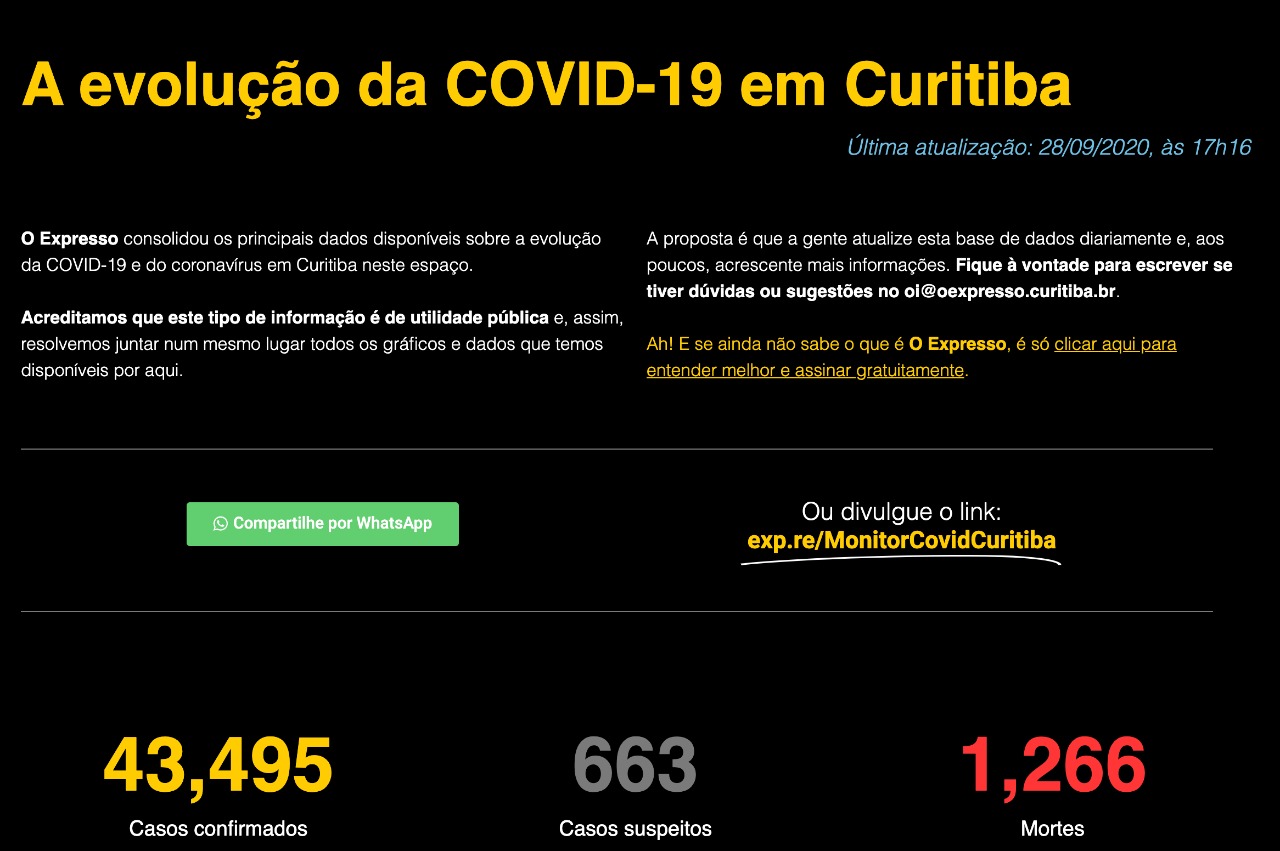 A evolução da COVID-19 em Curitiba
Última atualização: 28/09/2020, às 17h16
O Expresso consolidou os principais dados disponíveis sobre a evolução
da COVID-19 e do coronavírus em Curitiba neste espaço.
Acreditamos que este tipo de informação é de utilidade pública e, assim,
resolvemos juntar num mesmo lugar todos os gráficos e dados que temos
disponíveis por aqui.
A proposta é que a gente atualize esta base de dados diariamente e, aos
poucos, acrescente mais informações. Fique à vontade para escrever se
tiver dúvidas ou sugestões no oi@oexpresso.curitiba.br.
Ah! E se ainda não sabe o que é O Expresso, é só clicar aqui para
entender melhor e assinar gratuitamente.
Compartilhe por WhatsApp
Ou divulgue o link:
exp.re/MonitorCovidCuritiba
43,495
Casos confirmados
663
Casos suspeitos
1,266
Mortes